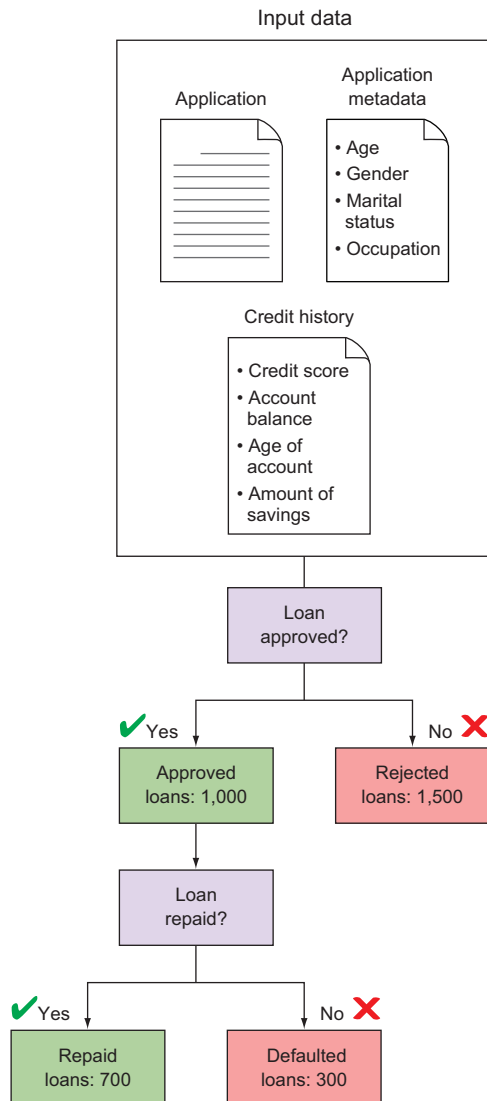 Input data
Application
Application
metadata
• Age
• Gender
• Marital
status
• Occupation
Credit history
• Credit score
• Account
balance
• Age of
account
• Amount of
savings
Loan
approved?
Yes
No
Approved
loans: 1,000
Rejected
loans: 1,500
Loan
repaid?
Yes
No
Repaid
loans: 700
Defaulted
loans: 300